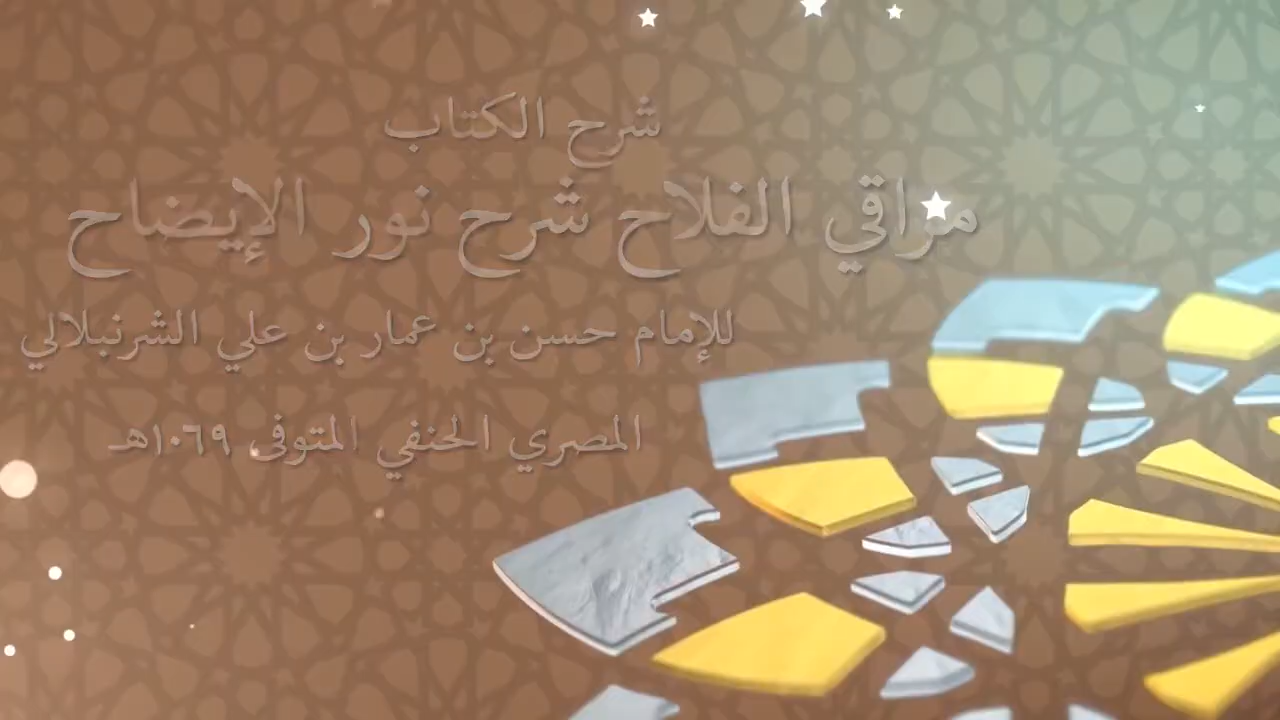 شرح الكتاب
مراقي الفلاح شرح نور الإيضاح
للإمام حسن بن عمار بن علي الشرنبلالي
المصري الحنفي المتوفى ١٠٦٩هـ